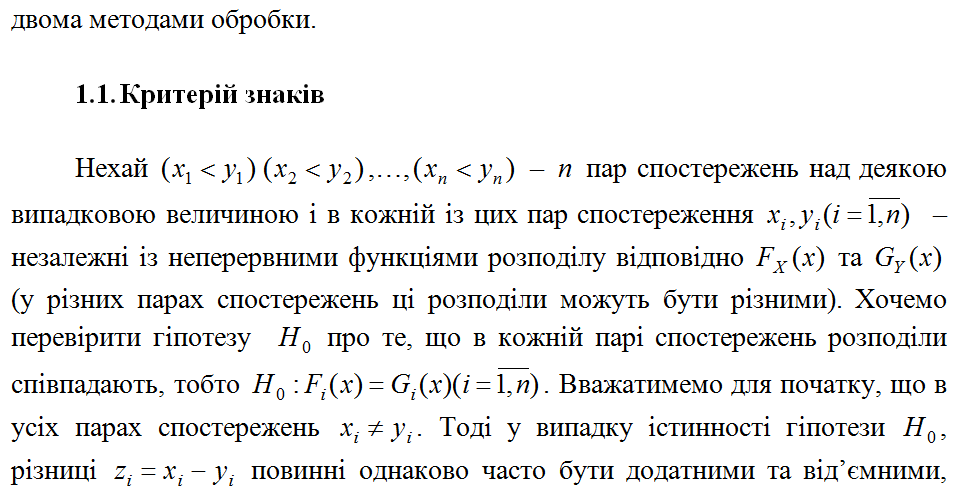 двома методами обробки.
1.1. Критерій знаків
Нехай (x₁ < y₁) (x₂ < y₂),…,(xₙ < yₙ) – n пар спостережень над деякою
випадковою величиною і в кожній із цих пар спостереження xᵢ, yᵢ (i = 1,n̅) –
незалежні із неперервними функціями розподілу відповідно F_X(x) та G_Y(x)
(у різних парах спостережень ці розподіли можуть бути різними). Хочемо
перевірити гіпотезу H₀ про те, що в кожній парі спостережень розподіли
співпадають, тобто H₀ : Fᵢ(x) = Gᵢ(x)(i = 1,n̅). Вважатимемо для початку, що в
усіх парах спостережень xᵢ ≠ yᵢ. Тоді у випадку істинності гіпотези H₀,
різниці zᵢ = xᵢ − yᵢ повинні однаково часто бути додатними та від’ємними,